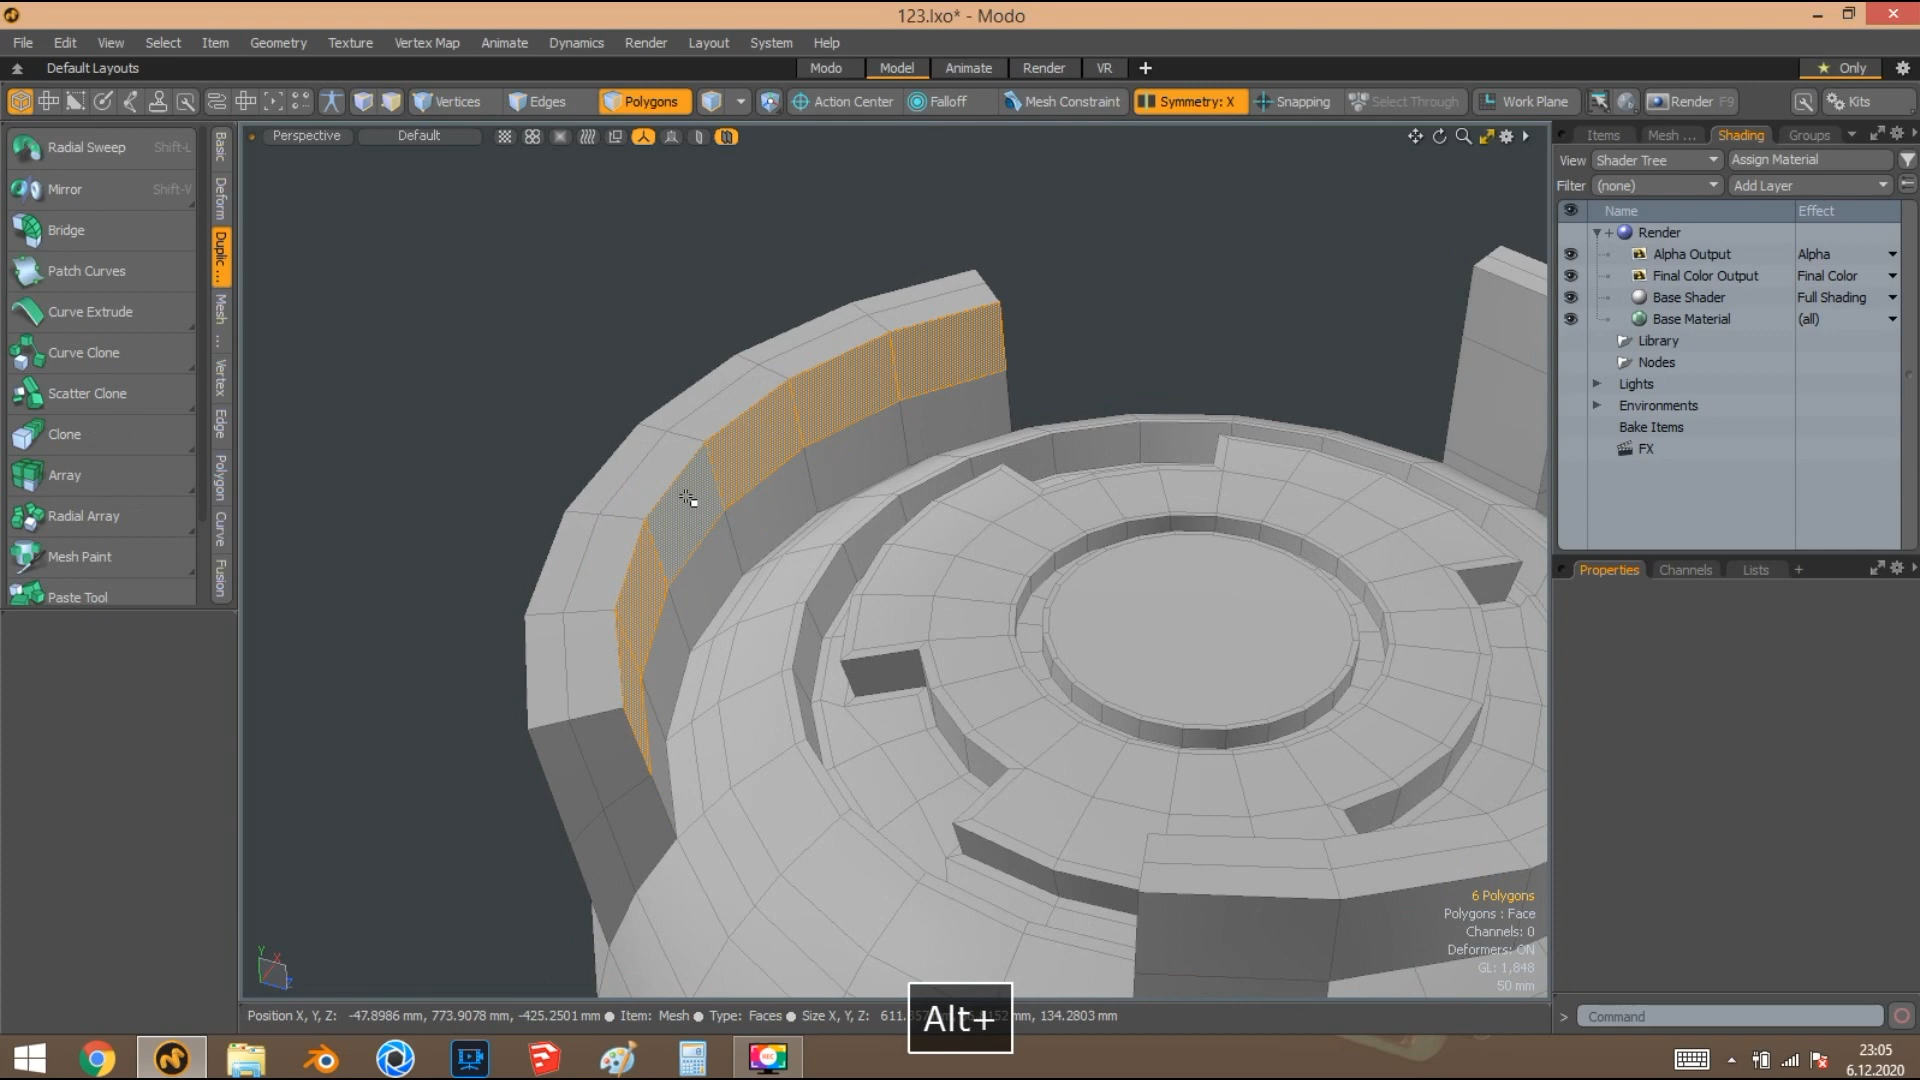 123.lxo* - Modo
File Edit View Select Item Geometry Texture Vertex Map Animate Dynamics Render Layout System Help
Default Layouts Modo Model Animate Render VR + Only
Vertices Edges Polygons Action Center Falloff Mesh Constraint Symmetry: X Snapping Select Through Work Plane Render F9 Kits
Radial Sweep Shift-L
Mirror Shift-V
Bridge
Patch Curves
Curve Extrude
Curve Clone
Scatter Clone
Clone
Array
Radial Array
Mesh Paint
Paste Tool
Basic
Deform
Duplic ...
Mesh ...
Vertex
Edge
Polygon
Curve
Fusion
Perspective Default
Items Mesh ... Shading Groups
View Shader Tree Assign Material
Filter (none) Add Layer
Name Effect
Render
Alpha Output Alpha
Final Color Output Final Color
Base Shader Full Shading
Base Material (all)
Library
Nodes
Lights
Environments
Bake Items
FX
Properties Channels Lists +
6 Polygons
Polygons : Face
Channels: 0
Deformers: ON
GL: 1,848
50 mm
Y
X
Z
Position X, Y, Z: -47.8986 mm, 773.9078 mm, -425.2501 mm Item: Mesh Type: Faces Size X, Y, Z: mm, 134.2803 mm
Alt+
> Command
REC
23:05
6.12.2020